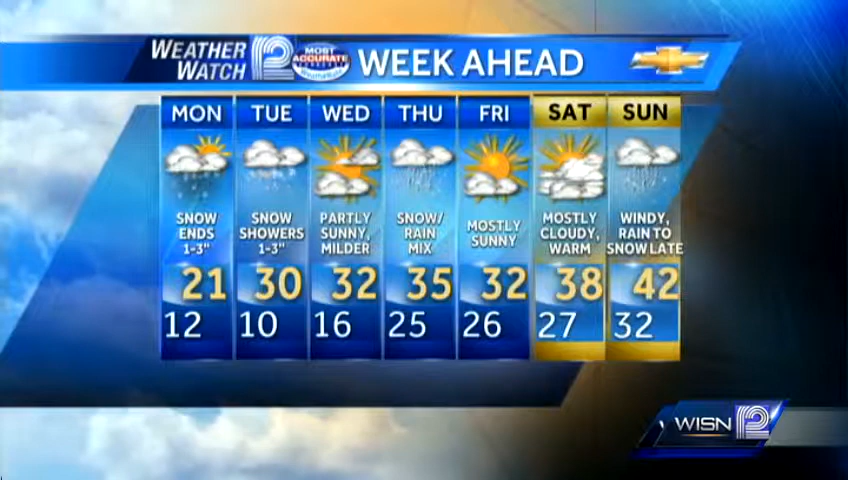 WEATHER WATCH 12 MOST ACCURATE WEEK AHEAD
MON TUE WED THU FRI SAT SUN
SNOW ENDS 1-3"
SNOW SHOWERS 1-3"
PARTLY SUNNY, MILDER
SNOW/ RAIN MIX
MOSTLY SUNNY
MOSTLY CLOUDY, WARM
WINDY, RAIN TO SNOW LATE
21 30 32 35 32 38 42
12 10 16 25 26 27 32
WISN 12